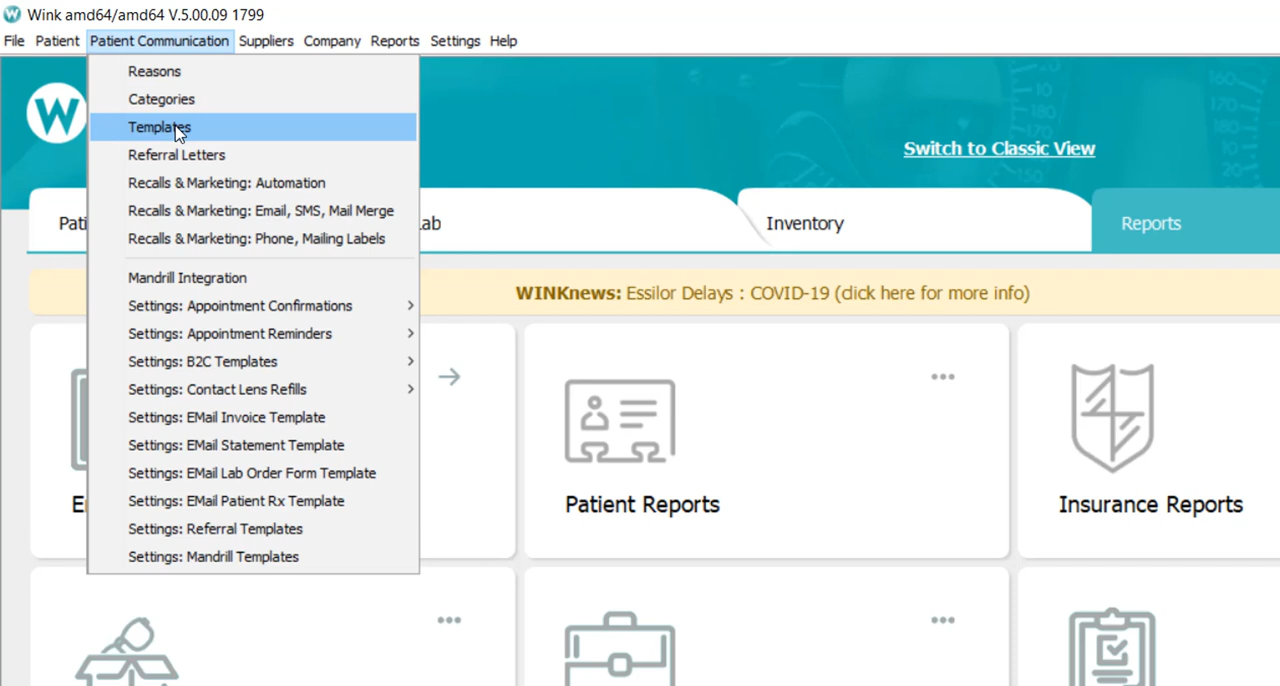 Wink amd64/amd64 V.5.00.09 1799
File Patient Patient Communication Suppliers Company Reports Settings Help
Reasons
Categories
Templates
Referral Letters
Recalls & Marketing: Automation
Recalls & Marketing: Email, SMS, Mail Merge
Recalls & Marketing: Phone, Mailing Labels
Mandrill Integration
Settings: Appointment Confirmations
Settings: Appointment Reminders
Settings: B2C Templates
Settings: Contact Lens Refills
Settings: EMail Invoice Template
Settings: EMail Statement Template
Settings: EMail Lab Order Form Template
Settings: EMail Patient Rx Template
Settings: Referral Templates
Settings: Mandrill Templates
W
Switch to Classic View
Inventory
Reports
WINKnews: Essilor Delays : COVID-19 (click here for more info)
Patient Reports
Insurance Reports